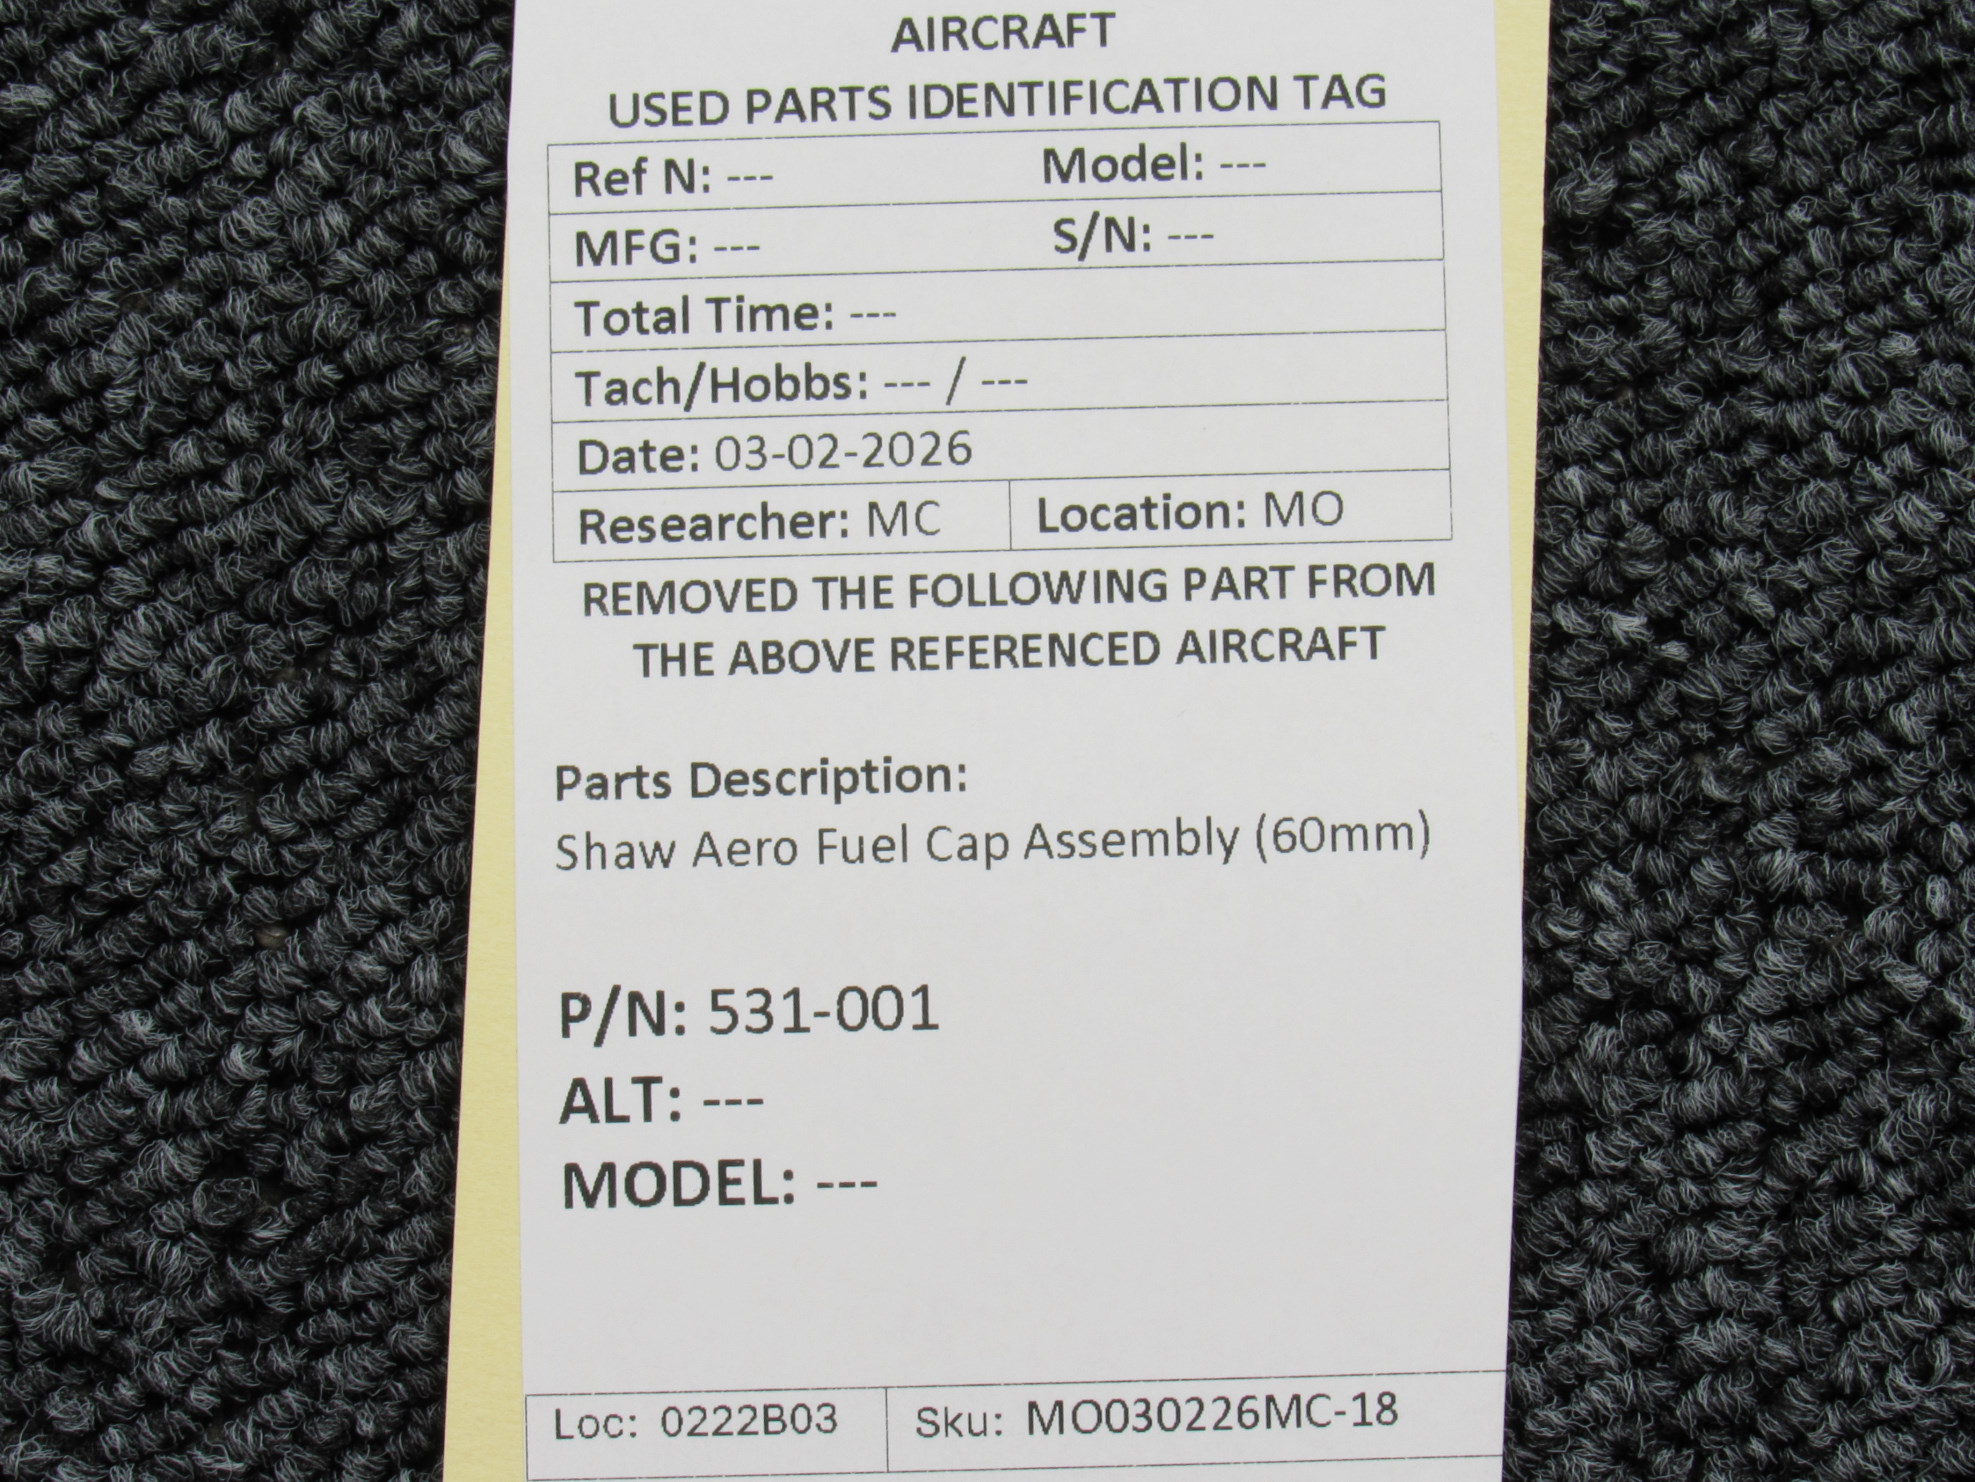 AIRCRAFT
USED PARTS IDENTIFICATION TAG
Ref N: --- Model: ---
MFG: --- S/N: ---
Total Time: ---
Tach/Hobbs: --- / ---
Date: 03-02-2026
Researcher: MC Location: MO
REMOVED THE FOLLOWING PART FROM
THE ABOVE REFERENCED AIRCRAFT
Parts Description:
Shaw Aero Fuel Cap Assembly (60mm)
P/N: 531-001
ALT: ---
MODEL: ---
Loc: 0222B03 Sku: MO030226MC-18